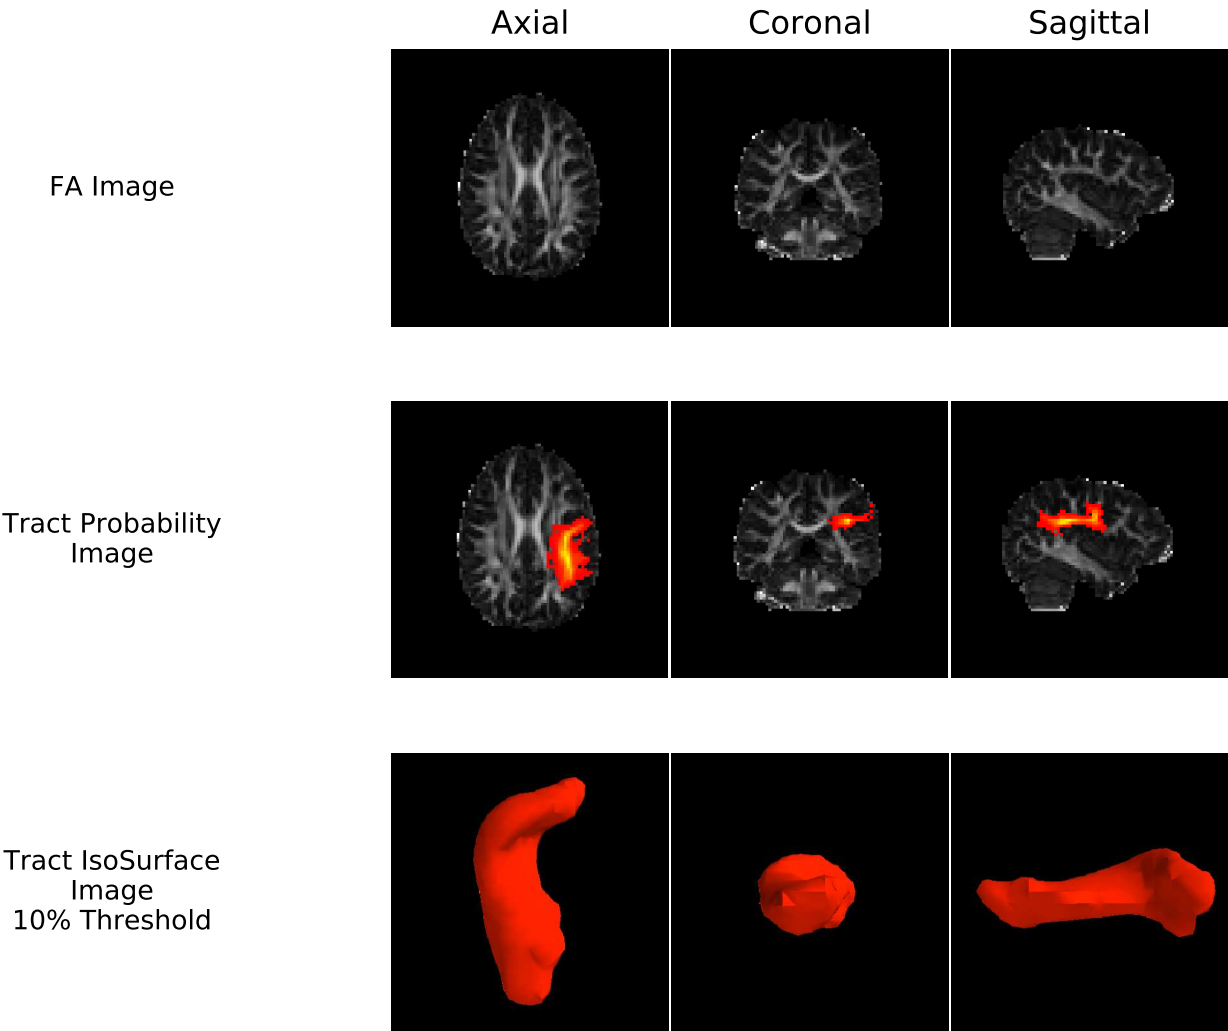 Axial
Coronal
Sagittal
FA Image
Tract Probability
Image
Tract IsoSurface
Image
10% Threshold